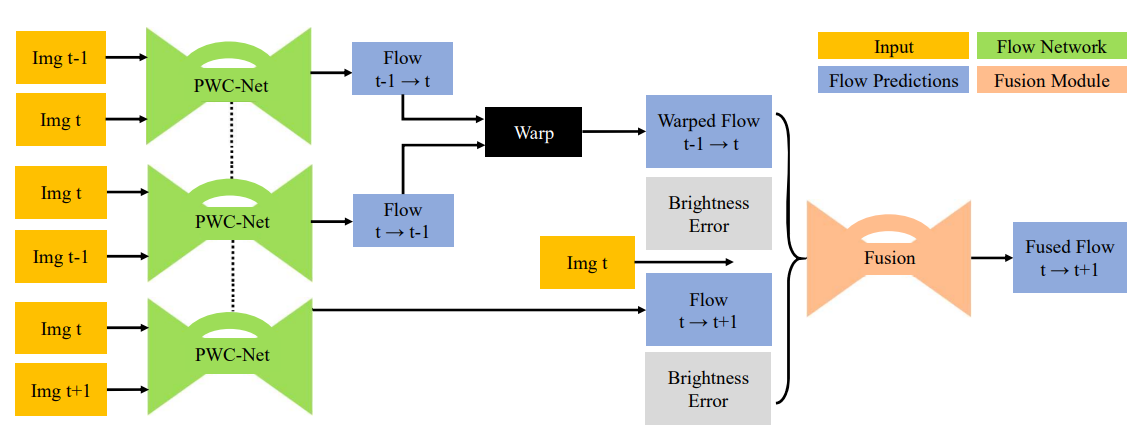 Img t-1
Img t
PWC-Net
Flow
t-1 → t
Img t
Img t-1
PWC-Net
Flow
t → t-1
Img t
Img t+1
PWC-Net
Warp
Warped Flow
t-1 → t
Brightness
Error
Img t
Flow
t → t+1
Brightness
Error
Fusion
Fused Flow
t → t+1
Input
Flow Network
Flow Predictions
Fusion Module